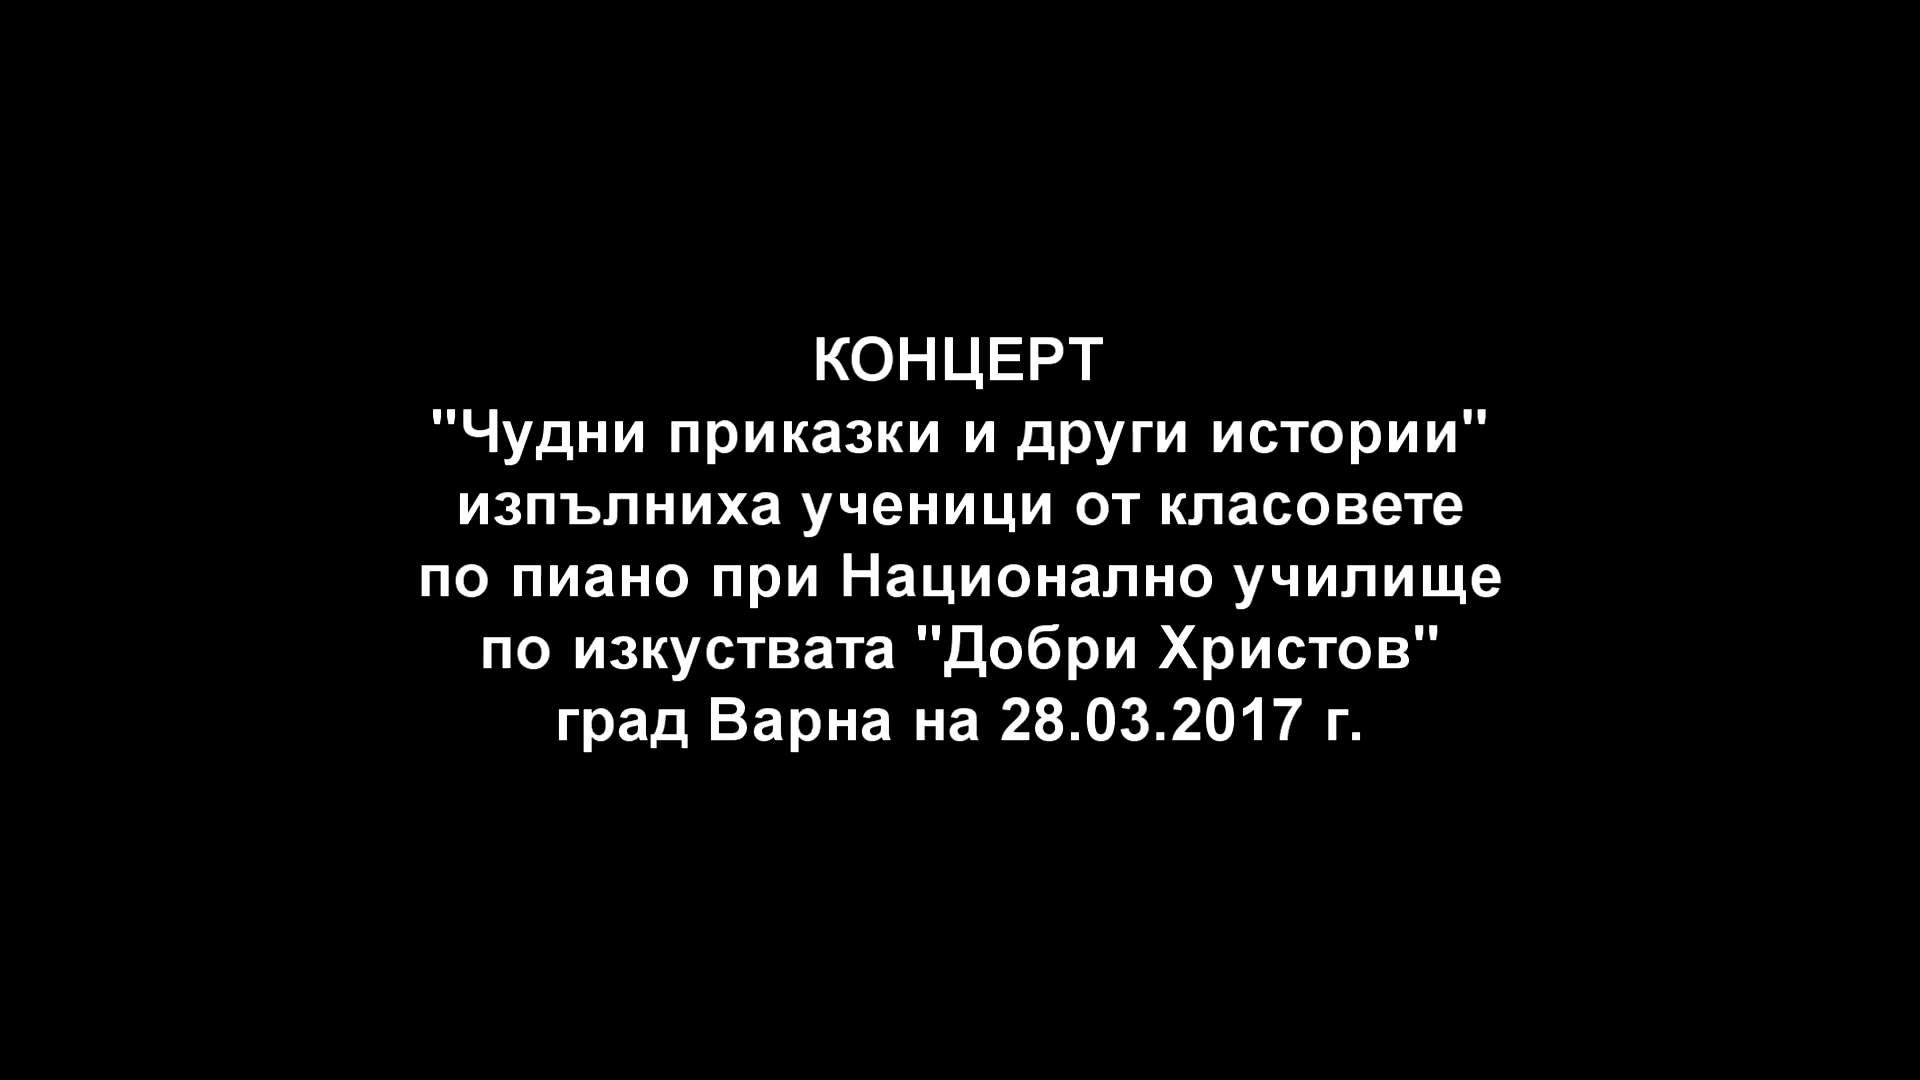 КОНЦЕРТ
"Чудни приказки и други истории"
изпълниха ученици от класовете
по пиано при Национално училище
по изкуствата "Добри Христов"
град Варна на 28.03.2017 г.